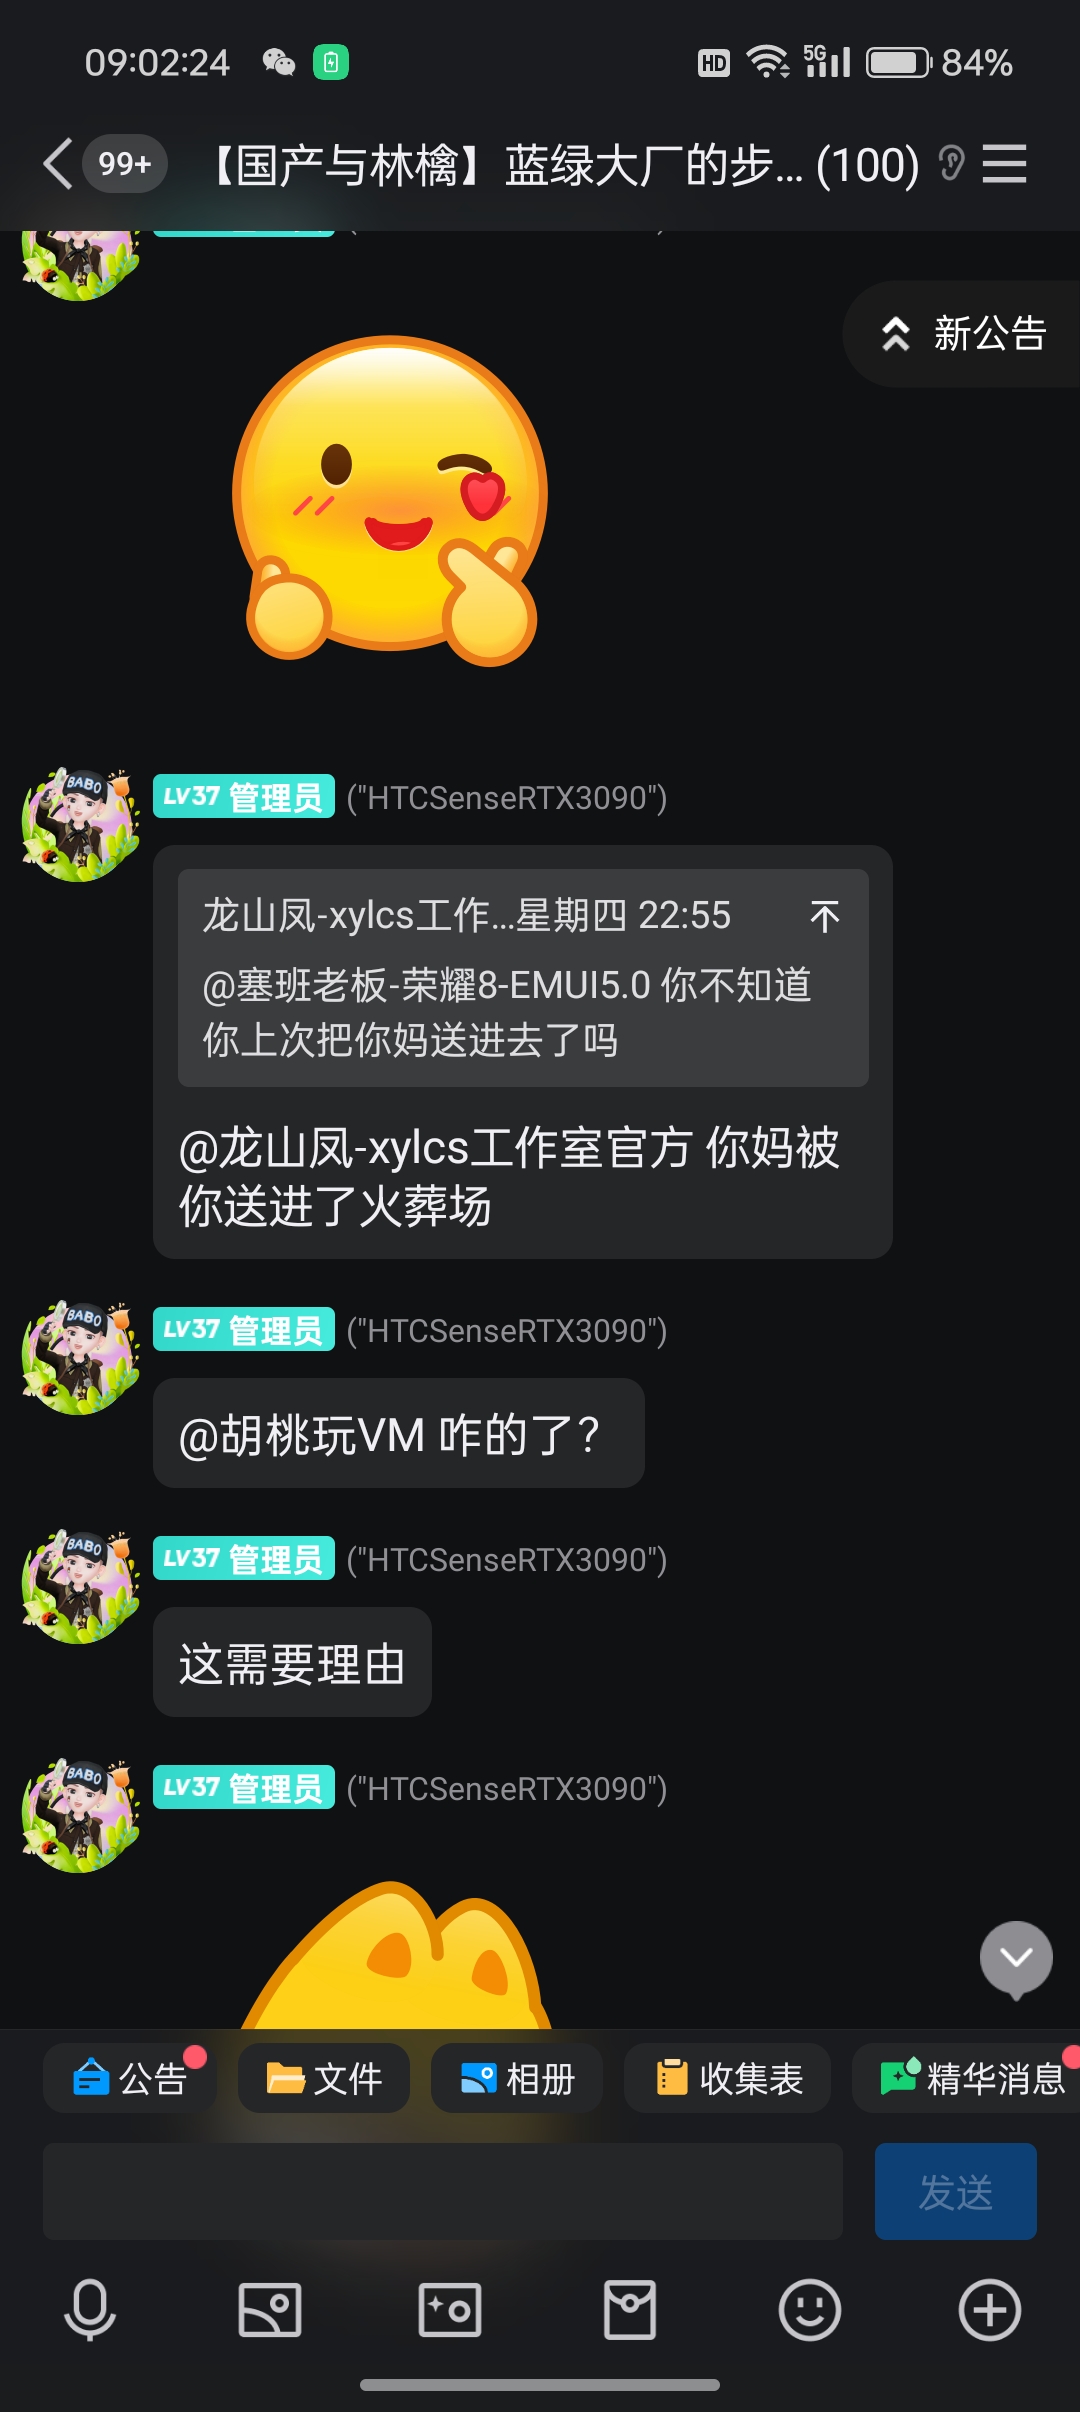 09:02:24
HD
5G
84%
99+
【国产与林檎】蓝绿大厂的步... (100)
新公告
BABO
LV37 管理员 ("HTCSenseRTX3090")
龙山凤-xylcs工作...星期四 22:55
@塞班老板-荣耀8-EMUI5.0 你不知道
你上次把你妈送进去了吗
@龙山凤-xylcs工作室官方 你妈被
你送进了火葬场
BABO
LV37 管理员 ("HTCSenseRTX3090")
@胡桃玩VM 咋的了?
BABO
LV37 管理员 ("HTCSenseRTX3090")
这需要理由
BABO
LV37 管理员 ("HTCSenseRTX3090")
公告
文件
相册
收集表
精华消息
发送